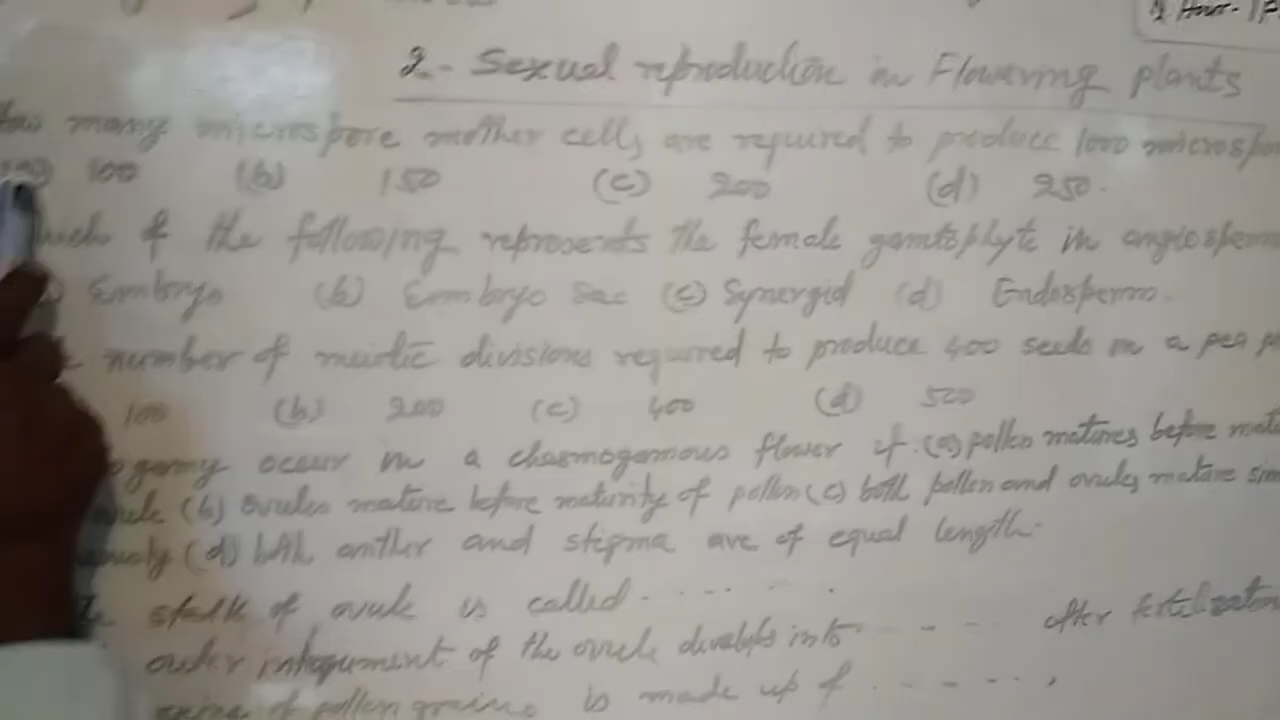 1 Hour.
2.- Sexual reproduction in Flowering plants
How many microspore mother cells are required to produce 1000
100 (b) 150 (c) 200 (d) 250.
of the following represents the female gamtophyte in
Embryo (b) Embryo Sac (c) Synergid (d) Endosperm.
number of meiotic divisions required to produce 400 seeds in a pea
100 (b) 200 (c) 400 (d) 500
occur in a chasmogamous flower if (a) pollen matures before
(b) ovules mature before maturity of pollen (c) both pollen and ovules mature
(d) both anther and stigma are of equal length.
stalk of ovule is called .......
outer integument of the ovule develops into ..... after fertilization
of pollen grains is made up of .......